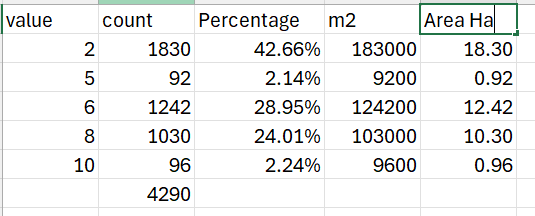 value count Percentage m2 Area Ha
2 1830 42.66% 183000 18.30
5 92 2.14% 9200 0.92
6 1242 28.95% 124200 12.42
8 1030 24.01% 103000 10.30
10 96 2.24% 9600 0.96
4290